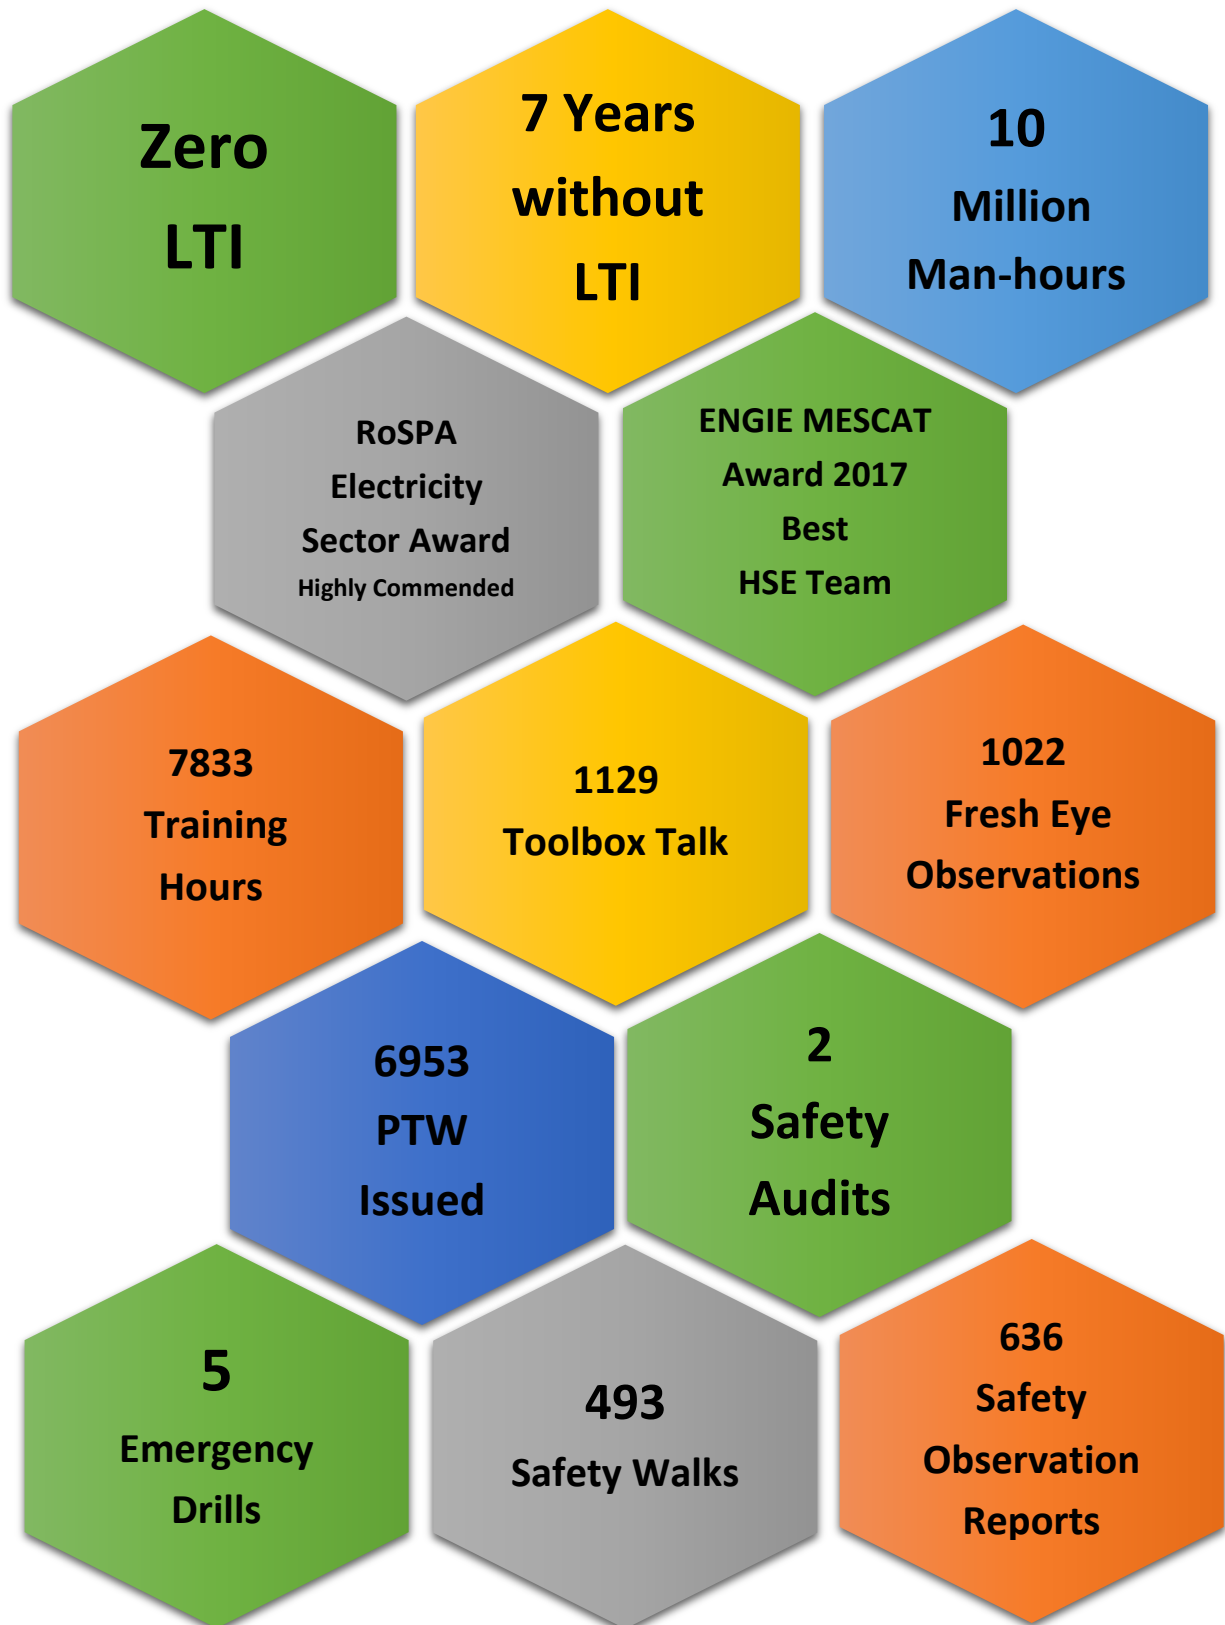 Zero
LTI
7 Years
without
LTI
10
Million
Man-hours
RoSPA
Electricity
Sector Award
Highly Commended
ENGIE MESCAT
Award 2017
Best
HSE Team
7833
Training
Hours
1129
Toolbox Talk
1022
Fresh Eye
Observations
6953
PTW
Issued
2
Safety
Audits
5
Emergency
Drills
493
Safety Walks
636
Safety
Observation
Reports